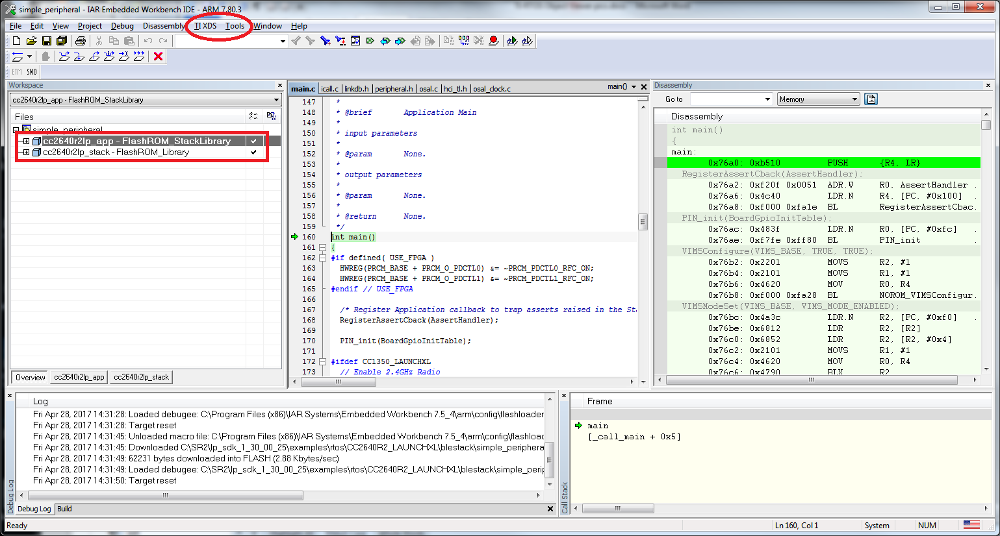 simple_peripheral - IAR Embedded Workbench IDE - ARM 7.80.3
File Edit View Project Debug Disassembly TI XDS Tools Window Help
ETM SWO
Workspace
cc2640r2lp_app - FlashROM_StackLibrary
Files
simple_peripheral
cc2640r2lp_app - FlashROM_StackLibrary
cc2640r2lp_stack - FlashROM_Library
Overview cc2640r2lp_app cc2640r2lp_stack
main.c icall.c linkdb.h peripheral.h osal.c hci_tl.h osal_clock.c main()
147 *
148 * @brief Application Main
149 *
150 * input parameters
151 *
152 * @param None.
153 *
154 * output parameters
155 *
156 * @param None.
157 *
158 * @return None.
159 */
160 int main()
161 {
162 #if defined( USE_FPGA )
163 HWREG(PRCM_BASE + PRCM_O_PDCTL0) &= ~PRCM_PDCTL0_RFC_ON;
164 HWREG(PRCM_BASE + PRCM_O_PDCTL1) &= ~PRCM_PDCTL1_RFC_ON;
165 #endif // USE_FPGA
166
167 /* Register Application callback to trap asserts raised in the Sta
168 RegisterAssertCback(AssertHandler);
169
170 PIN_init(BoardGpioInitTable);
171
172 #ifdef CC1350_LAUNCHXL
173 // Enable 2.4GHz Radio
Disassembly
Go to Memory
Disassembly
int main()
{
main:
0x76a0: 0xb510 PUSH {R4, LR}
RegisterAssertCback(AssertHandler);
0x76a2: 0xf20f 0x0051 ADR.W R0, AssertHandler .
0x76a6: 0x4c40 LDR.N R4, [PC, #0x100] .
0x76a8: 0xf000 0xfa1e BL RegisterAssertCbac.
PIN_init(BoardGpioInitTable);
0x76ac: 0x483f LDR.N R0, [PC, #0xfc] .
0x76ae: 0xf7fe 0xff80 BL PIN_init
VIMSConfigure(VIMS_BASE, TRUE, TRUE);
0x76b2: 0x2201 MOVS R2, #1
0x76b4: 0x2101 MOVS R1, #1
0x76b6: 0x4620 MOV R0, R4
0x76b8: 0xf000 0xfa28 BL NOROM_VIMSConfigur.
VIMSModeSet(VIMS_BASE, VIMS_MODE_ENABLED);
0x76bc: 0x4a3c LDR.N R2, [PC, #0xf0] .
0x76be: 0x6812 LDR R2, [R2]
0x76c0: 0x6852 LDR R2, [R2, #0x4]
0x76c2: 0x2101 MOVS R1, #1
0x76c4: 0x4620 MOV R0, R4
0x76c6: 0x4790 BLX R2
Debug Log
Log
Fri Apr 28, 2017 14:31:28: Loaded debugee: C:\Program Files (x86)\IAR Systems\Embedded Workbench 7.5_4\arm\config\flashloader
Fri Apr 28, 2017 14:31:28: Target reset
Fri Apr 28, 2017 14:31:45: Unloaded macro file: C:\Program Files (x86)\IAR Systems\Embedded Workbench 7.5_4\arm\config\flashloac
Fri Apr 28, 2017 14:31:45: Downloaded C:\SR2\lp_sdk_1_30_00_25\examples\rtos\CC2640R2_LAUNCHXL\blestack\simple_periphera
Fri Apr 28, 2017 14:31:49: 62231 bytes downloaded into FLASH (2.88 Kbytes/sec)
Fri Apr 28, 2017 14:31:49: Loaded debugee: C:\SR2\lp_sdk_1_30_00_25\examples\rtos\CC2640R2_LAUNCHXL\blestack\simple_perip
Fri Apr 28, 2017 14:31:50: Target reset
Debug Log Build
Call Stack
Frame
main
[_call_main + 0x5]
Ready Ln 160, Col 1 System NUM